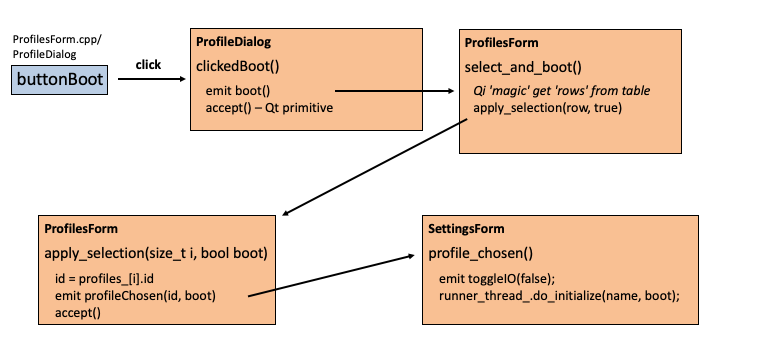 ProfilesForm.cpp/
ProfileDialog
buttonBoot
click
ProfileDialog
clickedBoot()
emit boot()
accept() – Qt primitive
ProfilesForm
select_and_boot()
Qi 'magic' get 'rows' from table
apply_selection(row, true)
ProfilesForm
apply_selection(size_t i, bool boot)
id = profiles_[i].id
emit profileChosen(id, boot)
accept()
SettingsForm
profile_chosen()
emit toggleIO(false);
runner_thread_.do_initialize(name, boot);